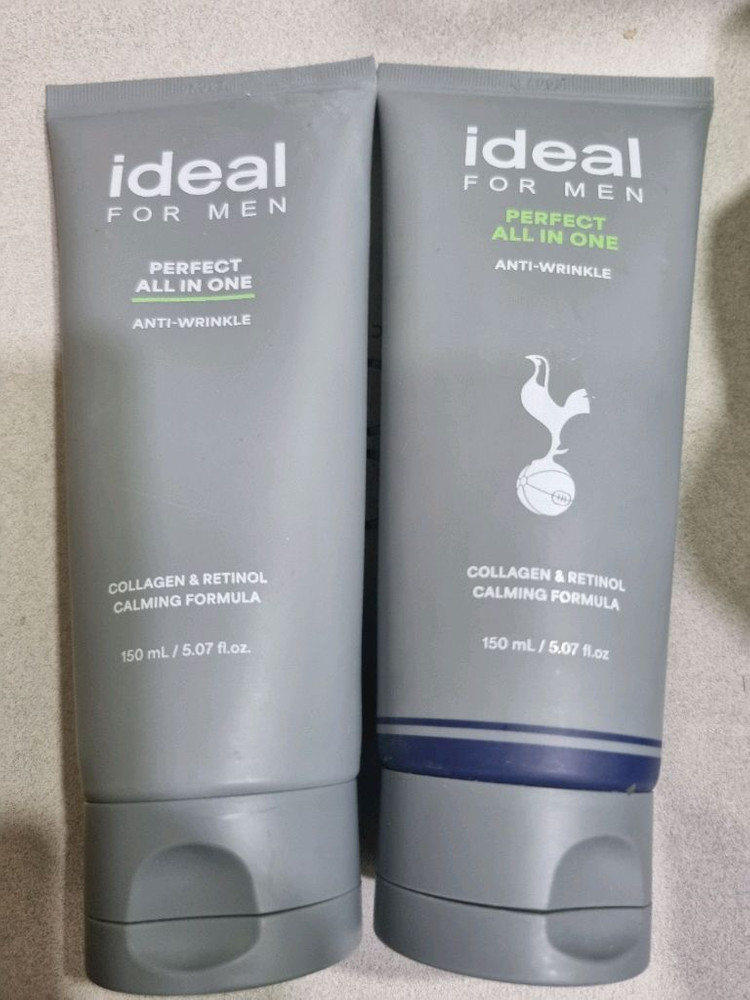 ideal
FOR MEN
PERFECT
ALL IN ONE
ANTI-WRINKLE
COLLAGEN & RETINOL
CALMING FORMULA
150 mL / 5.07 fl.oz.
ideal
FOR MEN
PERFECT
ALL IN ONE
ANTI-WRINKLE
COLLAGEN & RETINOL
CALMING FORMULA
150 mL / 5.07 fl.oz